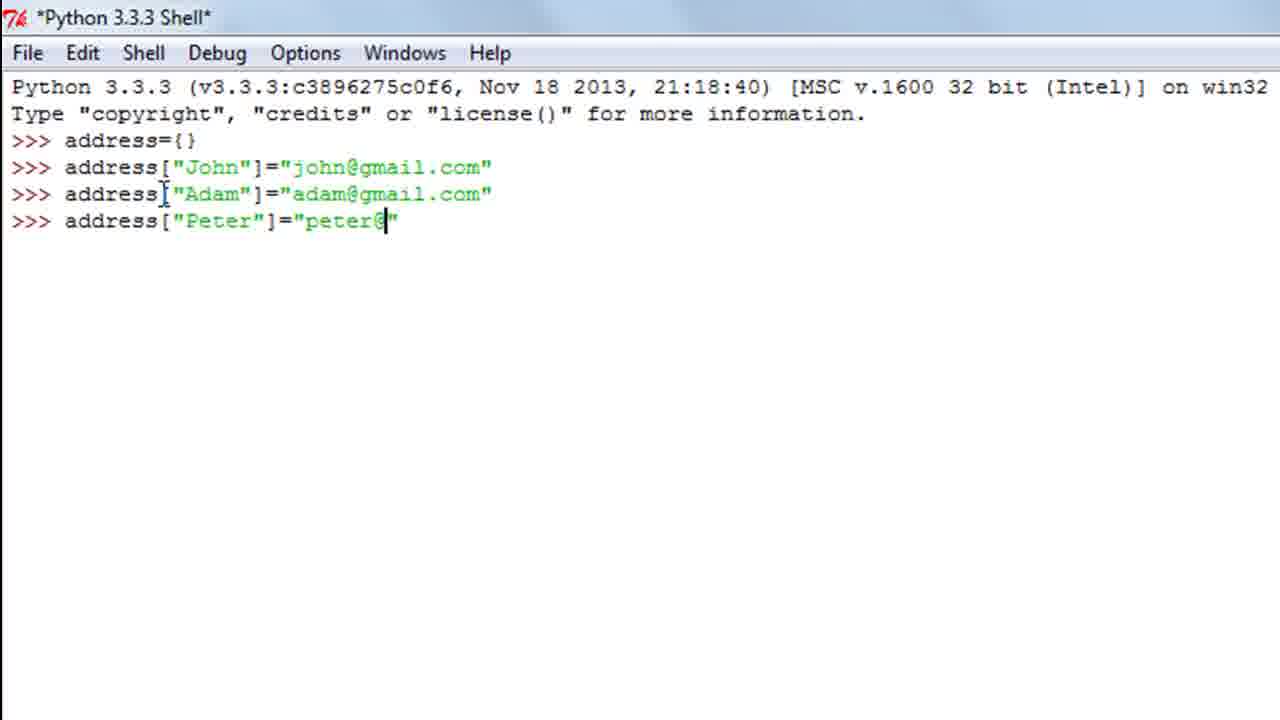 *Python 3.3.3 Shell*
File Edit Shell Debug Options Windows Help
Python 3.3.3 (v3.3.3:c3896275c0f6, Nov 18 2013, 21:18:40) [MSC v.1600 32 bit (Intel)] on win32
Type "copyright", "credits" or "license()" for more information.
>>> address={}
>>> address["John"]="john@gmail.com"
>>> address["Adam"]="adam@gmail.com"
>>> address["Peter"]="peter@"